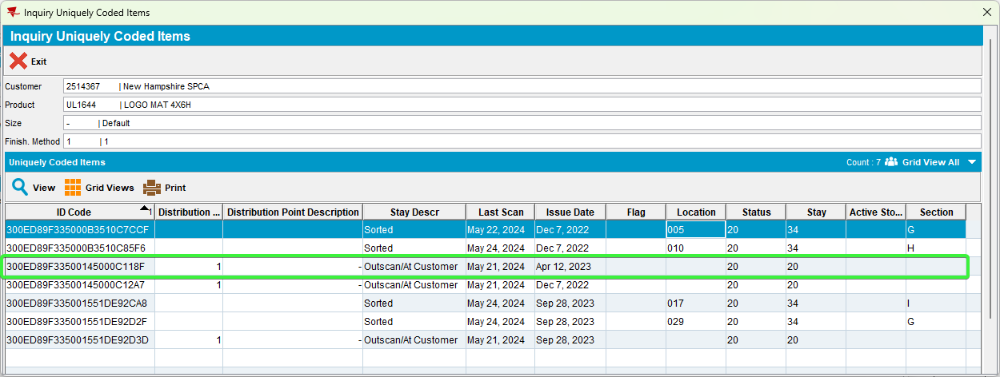 Inquiry Uniquely Coded Items
Inquiry Uniquely Coded Items
Exit
Customer 2514367 | New Hampshire SPCA
Product UL1644 | LOGO MAT 4X6H
Size - | Default
Finish. Method 1 | 1
Uniquely Coded Items Count : 7 Grid View All
View Grid Views Print
ID Code 1 Distribution ... Distribution Point Description Stay Descr Last Scan Issue Date Flag Location Status Stay Active Sto... Section
300ED89F335000B3510C7CCF Sorted May 22, 2024 Dec 7, 2022 005 20 34 G
300ED89F335000B3510C85F6 Sorted May 24, 2024 Dec 7, 2022 010 20 34 H
300ED89F33500145000C118F 1 - Outscan/At Customer May 21, 2024 Apr 12, 2023 20 20
300ED89F33500145000C12A7 1 - Outscan/At Customer May 21, 2024 Dec 7, 2022 20 20
300ED89F335001551DE92CA8 Sorted May 24, 2024 Sep 28, 2023 017 20 34 I
300ED89F335001551DE92D2F Sorted May 24, 2024 Sep 28, 2023 029 20 34 G
300ED89F335001551DE92D3D 1 - Outscan/At Customer May 21, 2024 Sep 28, 2023 20 20